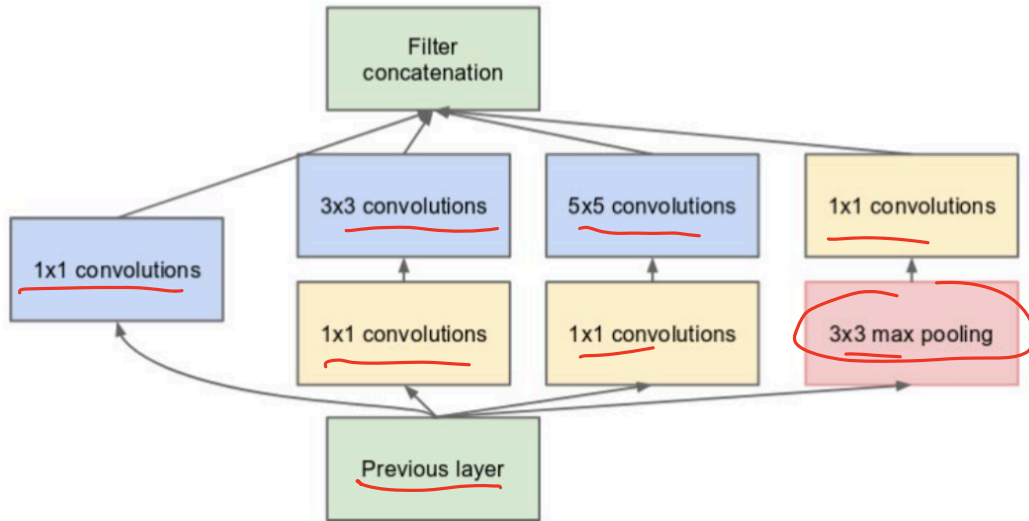 Filter
concatenation
3x3 convolutions
5x5 convolutions
1x1 convolutions
1x1 convolutions
1x1 convolutions
1x1 convolutions
3x3 max pooling
Previous layer